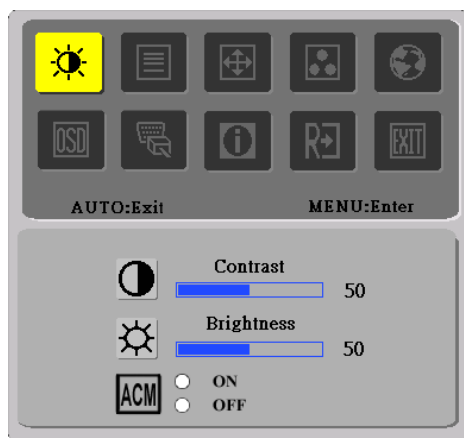 OSD
i
R
EXIT
AUTO:Exit MENU:Enter
Contrast
50
Brightness
50
ACM ON
OFF